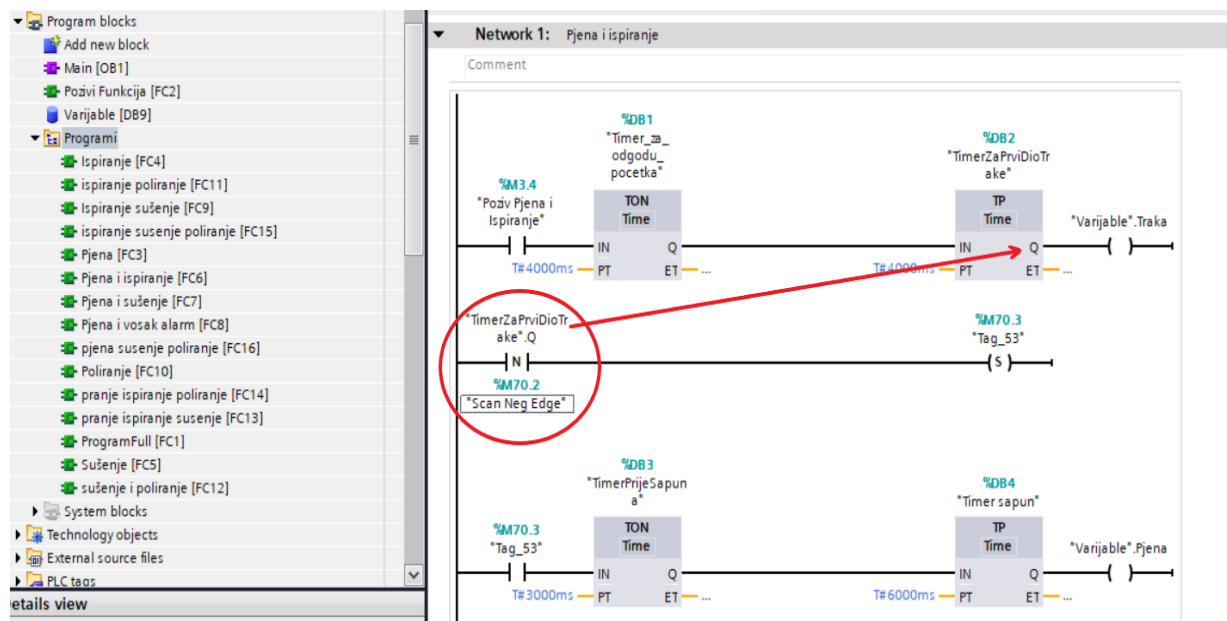 Program blocks
Add new block
Main [OB1]
Pozivi Funkcija [FC2]
Varijable [DB9]
Programi
Ispiranje [FC4]
ispiranje poliranje [FC11]
Ispiranje sušenje [FC9]
ispiranje susenje poliranje [FC15]
Pjena [FC3]
Pjena i ispiranje [FC6]
Pjena i sušenje [FC7]
Pjena i vosak alarm [FC8]
pjena susenje poliranje [FC16]
Poliranje [FC10]
pranje ispiranje poliranje [FC14]
pranje ispiranje susenje [FC13]
ProgramFull [FC1]
Sušenje [FC5]
sušenje i poliranje [FC12]
System blocks
Technology objects
External source files
PLC tags
etails view
Network 1: Pjena i ispiranje
Comment
%DB1
"Timer_za_
odgodu_
pocetka"
%DB2
"TimerZaPrviDioTr
ake"
%M3.4
"Poziv Pjena i
Ispiranje"
TON
Time
TP
Time
"Varijable".Traka
IN Q
IN Q
T#4000ms PT ET ...
T#4000ms PT ET ...
"TimerZaPrviDioTr
ake".Q
N
%M70.2
"Scan Neg Edge"
%M70.3
"Tag_53"
S
%DB3
"TimerPrijeSapun
a"
%DB4
"Timer sapun"
%M70.3
"Tag_53"
TON
Time
TP
Time
"Varijable".Pjena
IN Q
IN Q
T#3000ms PT ET ...
T#6000ms PT ET ...